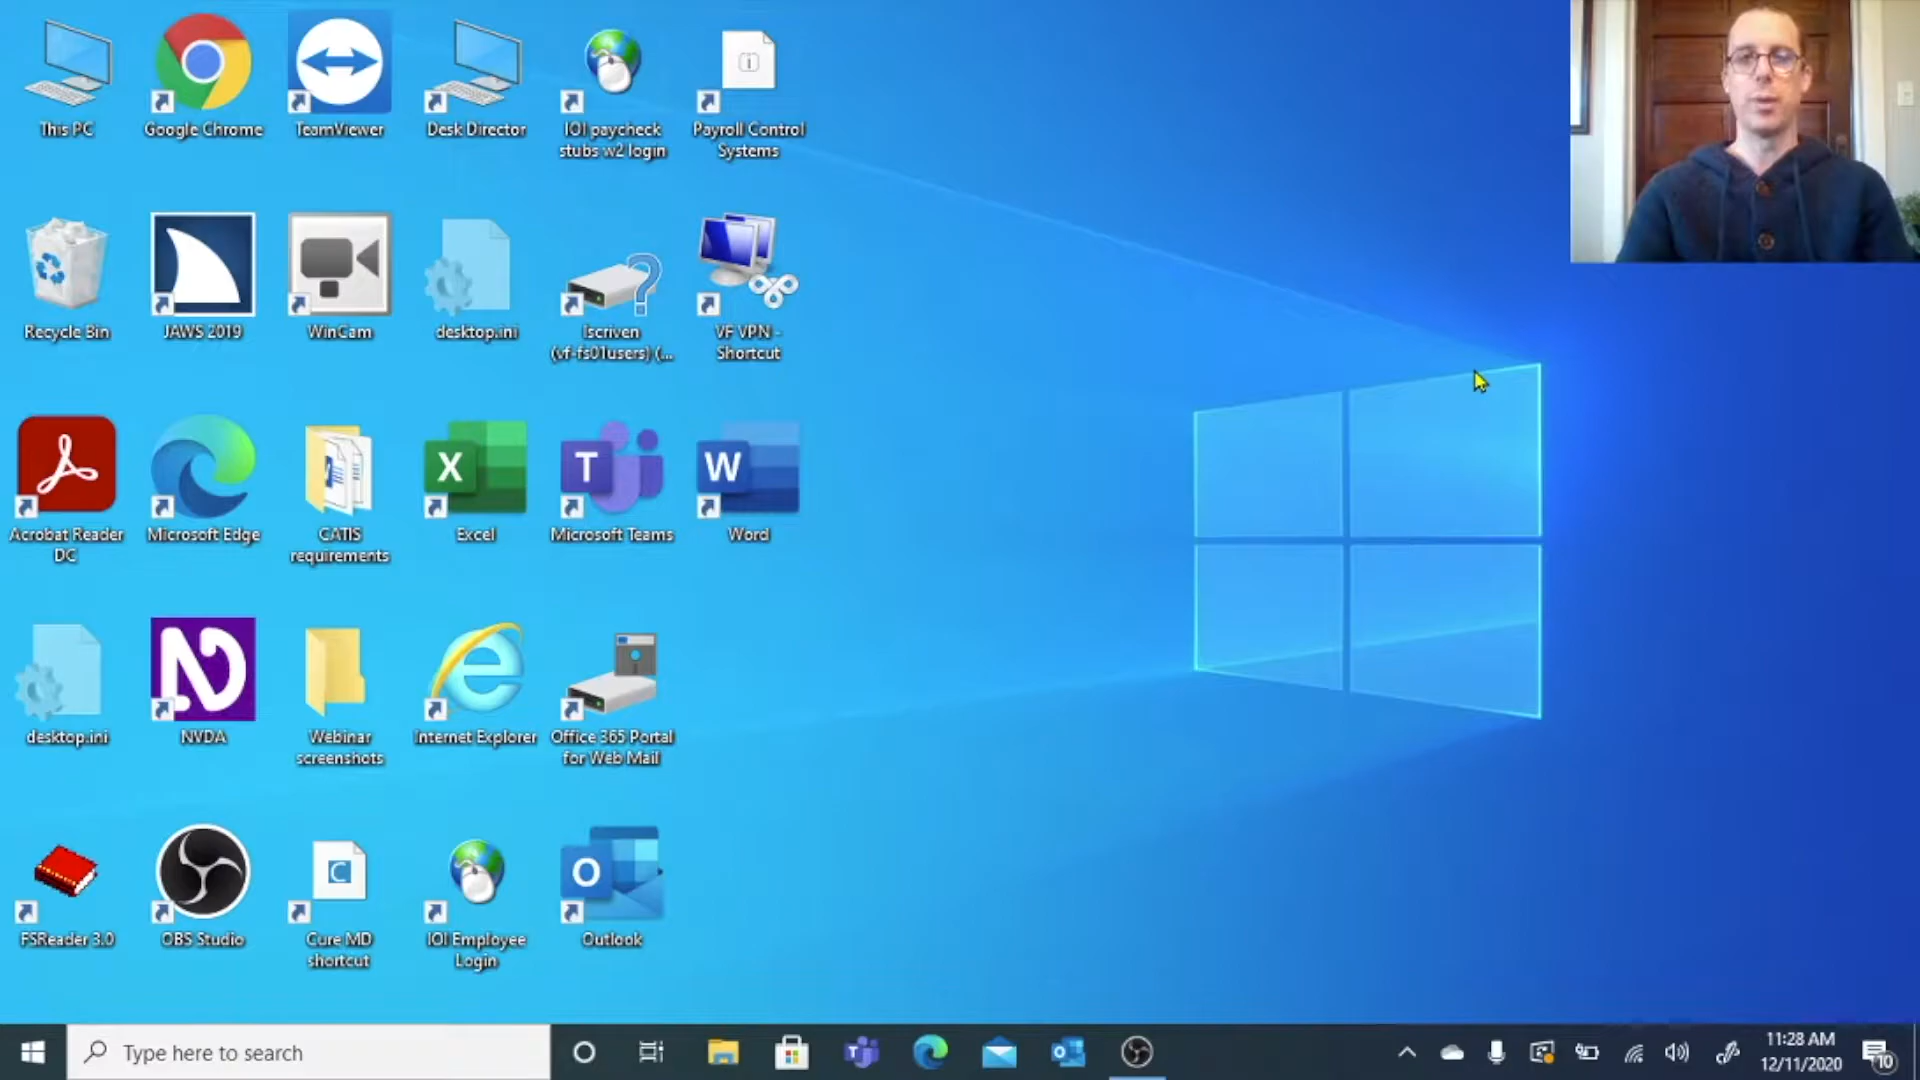 This PC
Google Chrome
TeamViewer
Desk Director
IOI paycheck
stubs w2 login
Payroll Control
Systems
Recycle Bin
JAWS 2019
WinCam
desktop.ini
lscriven
(vf-fs01users) (...
VF VPN -
Shortcut
Acrobat Reader
DC
Microsoft Edge
CATIS
requirements
X
Excel
T
Microsoft Teams
W
Word
desktop.ini
NVDA
Webinar
screenshots
Internet Explorer
Office 365 Portal
for Web Mail
FSReader 3.0
OBS Studio
C
Cure MD
shortcut
IOI Employee
Login
O
Outlook
Type here to search
11:28 AM
12/11/2020
10